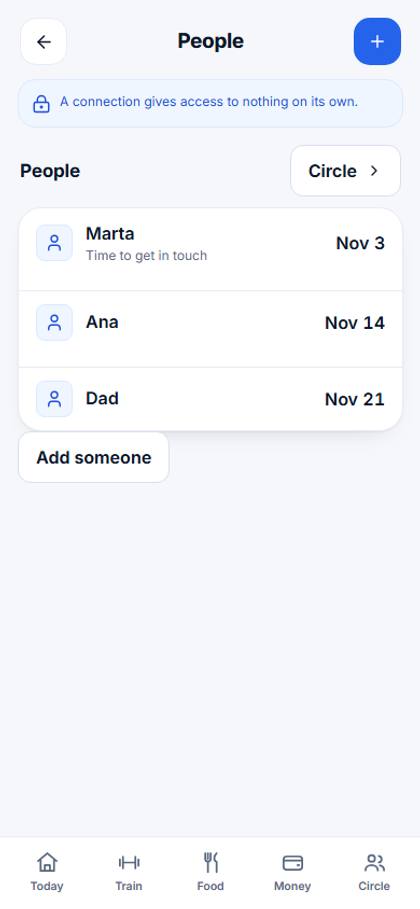 People
A connection gives access to nothing on its own.
People
Circle
Marta
Time to get in touch
Nov 3
Ana
Nov 14
Dad
Nov 21
Add someone
Today
Train
Food
Money
Circle